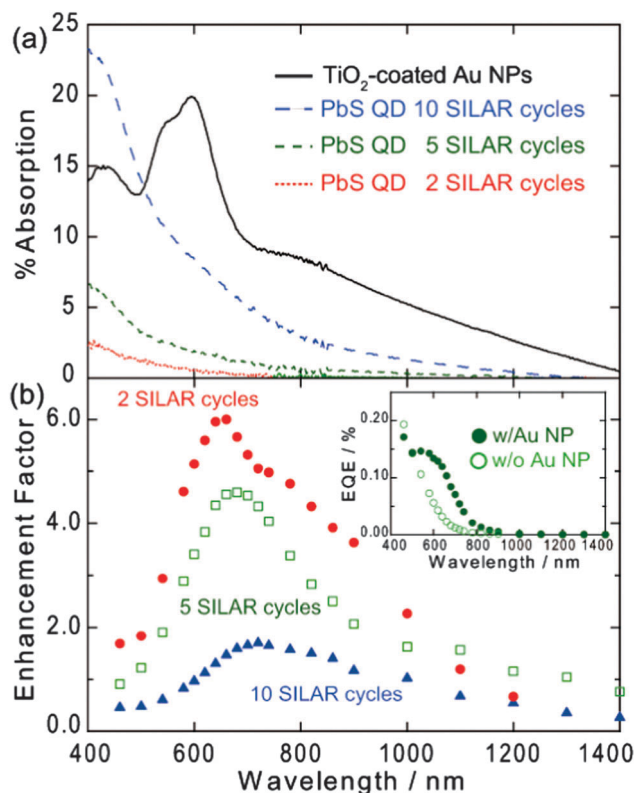 (a)
25
20
15
10
5
0
%Absorption
TiO₂-coated Au NPs
PbS QD 10 SILAR cycles
PbS QD 5 SILAR cycles
PbS QD 2 SILAR cycles
(b)
6.0
4.0
2.0
0.0
Enhancement Factor
2 SILAR cycles
5 SILAR cycles
10 SILAR cycles
0.20
0.10
0.00
EQE / %
w/Au NP
w/o Au NP
400 600 800 1000 1200 1400
Wavelength / nm
400 600 800 1000 1200 1400
Wavelength / nm